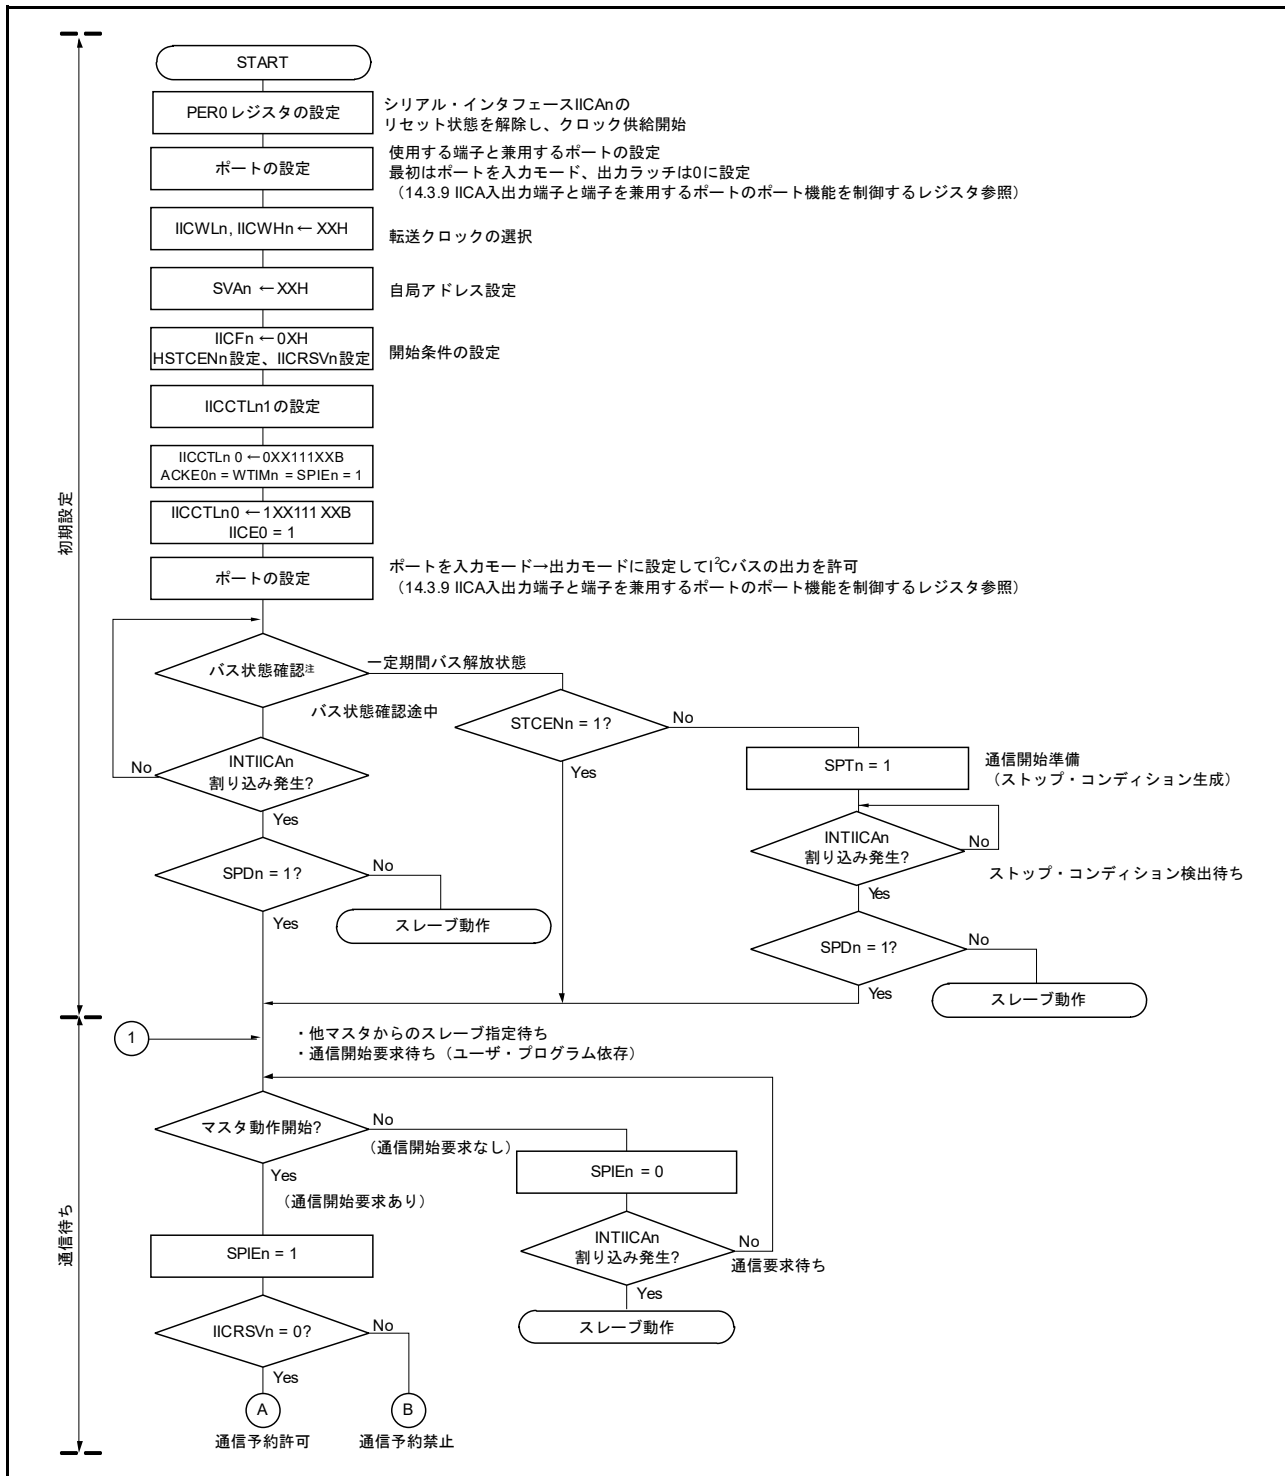 START
PER0レジスタの設定
シリアル・インタフェースIICAnの
リセット状態を解除し、クロック供給開始
ポートの設定
使用する端子と兼用するポートの設定
最初はポートを入力モード、出力ラッチは0に設定
（14.3.9 IICA入出力端子と端子を兼用するポートのポート機能を制御するレジスタ参照）
IICWLn, IICWHn ← XXH
転送クロックの選択
SVAn ← XXH
自局アドレス設定
IICFn ← 0XH
HSTCENn設定、IICRSVn設定
開始条件の設定
IICCTLn1の設定
IICCTLn 0 ← 0XX111XXB
ACKE0n = WTIMn = SPIEn = 1
IICCTLn0 ← 1XX111 XXB
IICE0 = 1
初期設定
ポートの設定
ポートを入力モード→出力モードに設定してI²Cバスの出力を許可
（14.3.9 IICA入出力端子と端子を兼用するポートのポート機能を制御するレジスタ参照）
バス状態確認注
一定期間バス解放状態
バス状態確認途中
STCENn = 1?
No
Yes
SPTn = 1
通信開始準備
（ストップ・コンディション生成）
INTIICAn
割り込み発生?
No
Yes
INTIICAn
割り込み発生?
No
ストップ・コンディション検出待ち
Yes
SPDn = 1?
No
Yes
スレーブ動作
SPDn = 1?
No
Yes
スレーブ動作
1
・他マスタからのスレーブ指定待ち
・通信開始要求待ち（ユーザ・プログラム依存）
マスタ動作開始?
No
（通信開始要求なし）
Yes
（通信開始要求あり）
SPIEn = 0
通信待ち
SPIEn = 1
INTIICAn
割り込み発生?
No
通信要求待ち
Yes
スレーブ動作
IICRSVn = 0?
No
Yes
A
B
通信予約許可
通信予約禁止